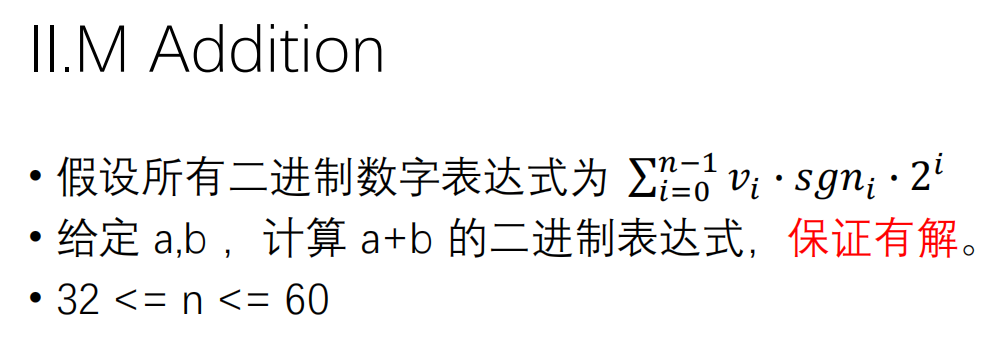 II.M Addition
• 假设所有二进制数字表达式为 $\sum_{i=0}^{n-1} v_i \cdot sgn_i \cdot 2^i$
• 给定 a,b ，计算 a+b 的二进制表达式，保证有解。
• 32 <= n <= 60